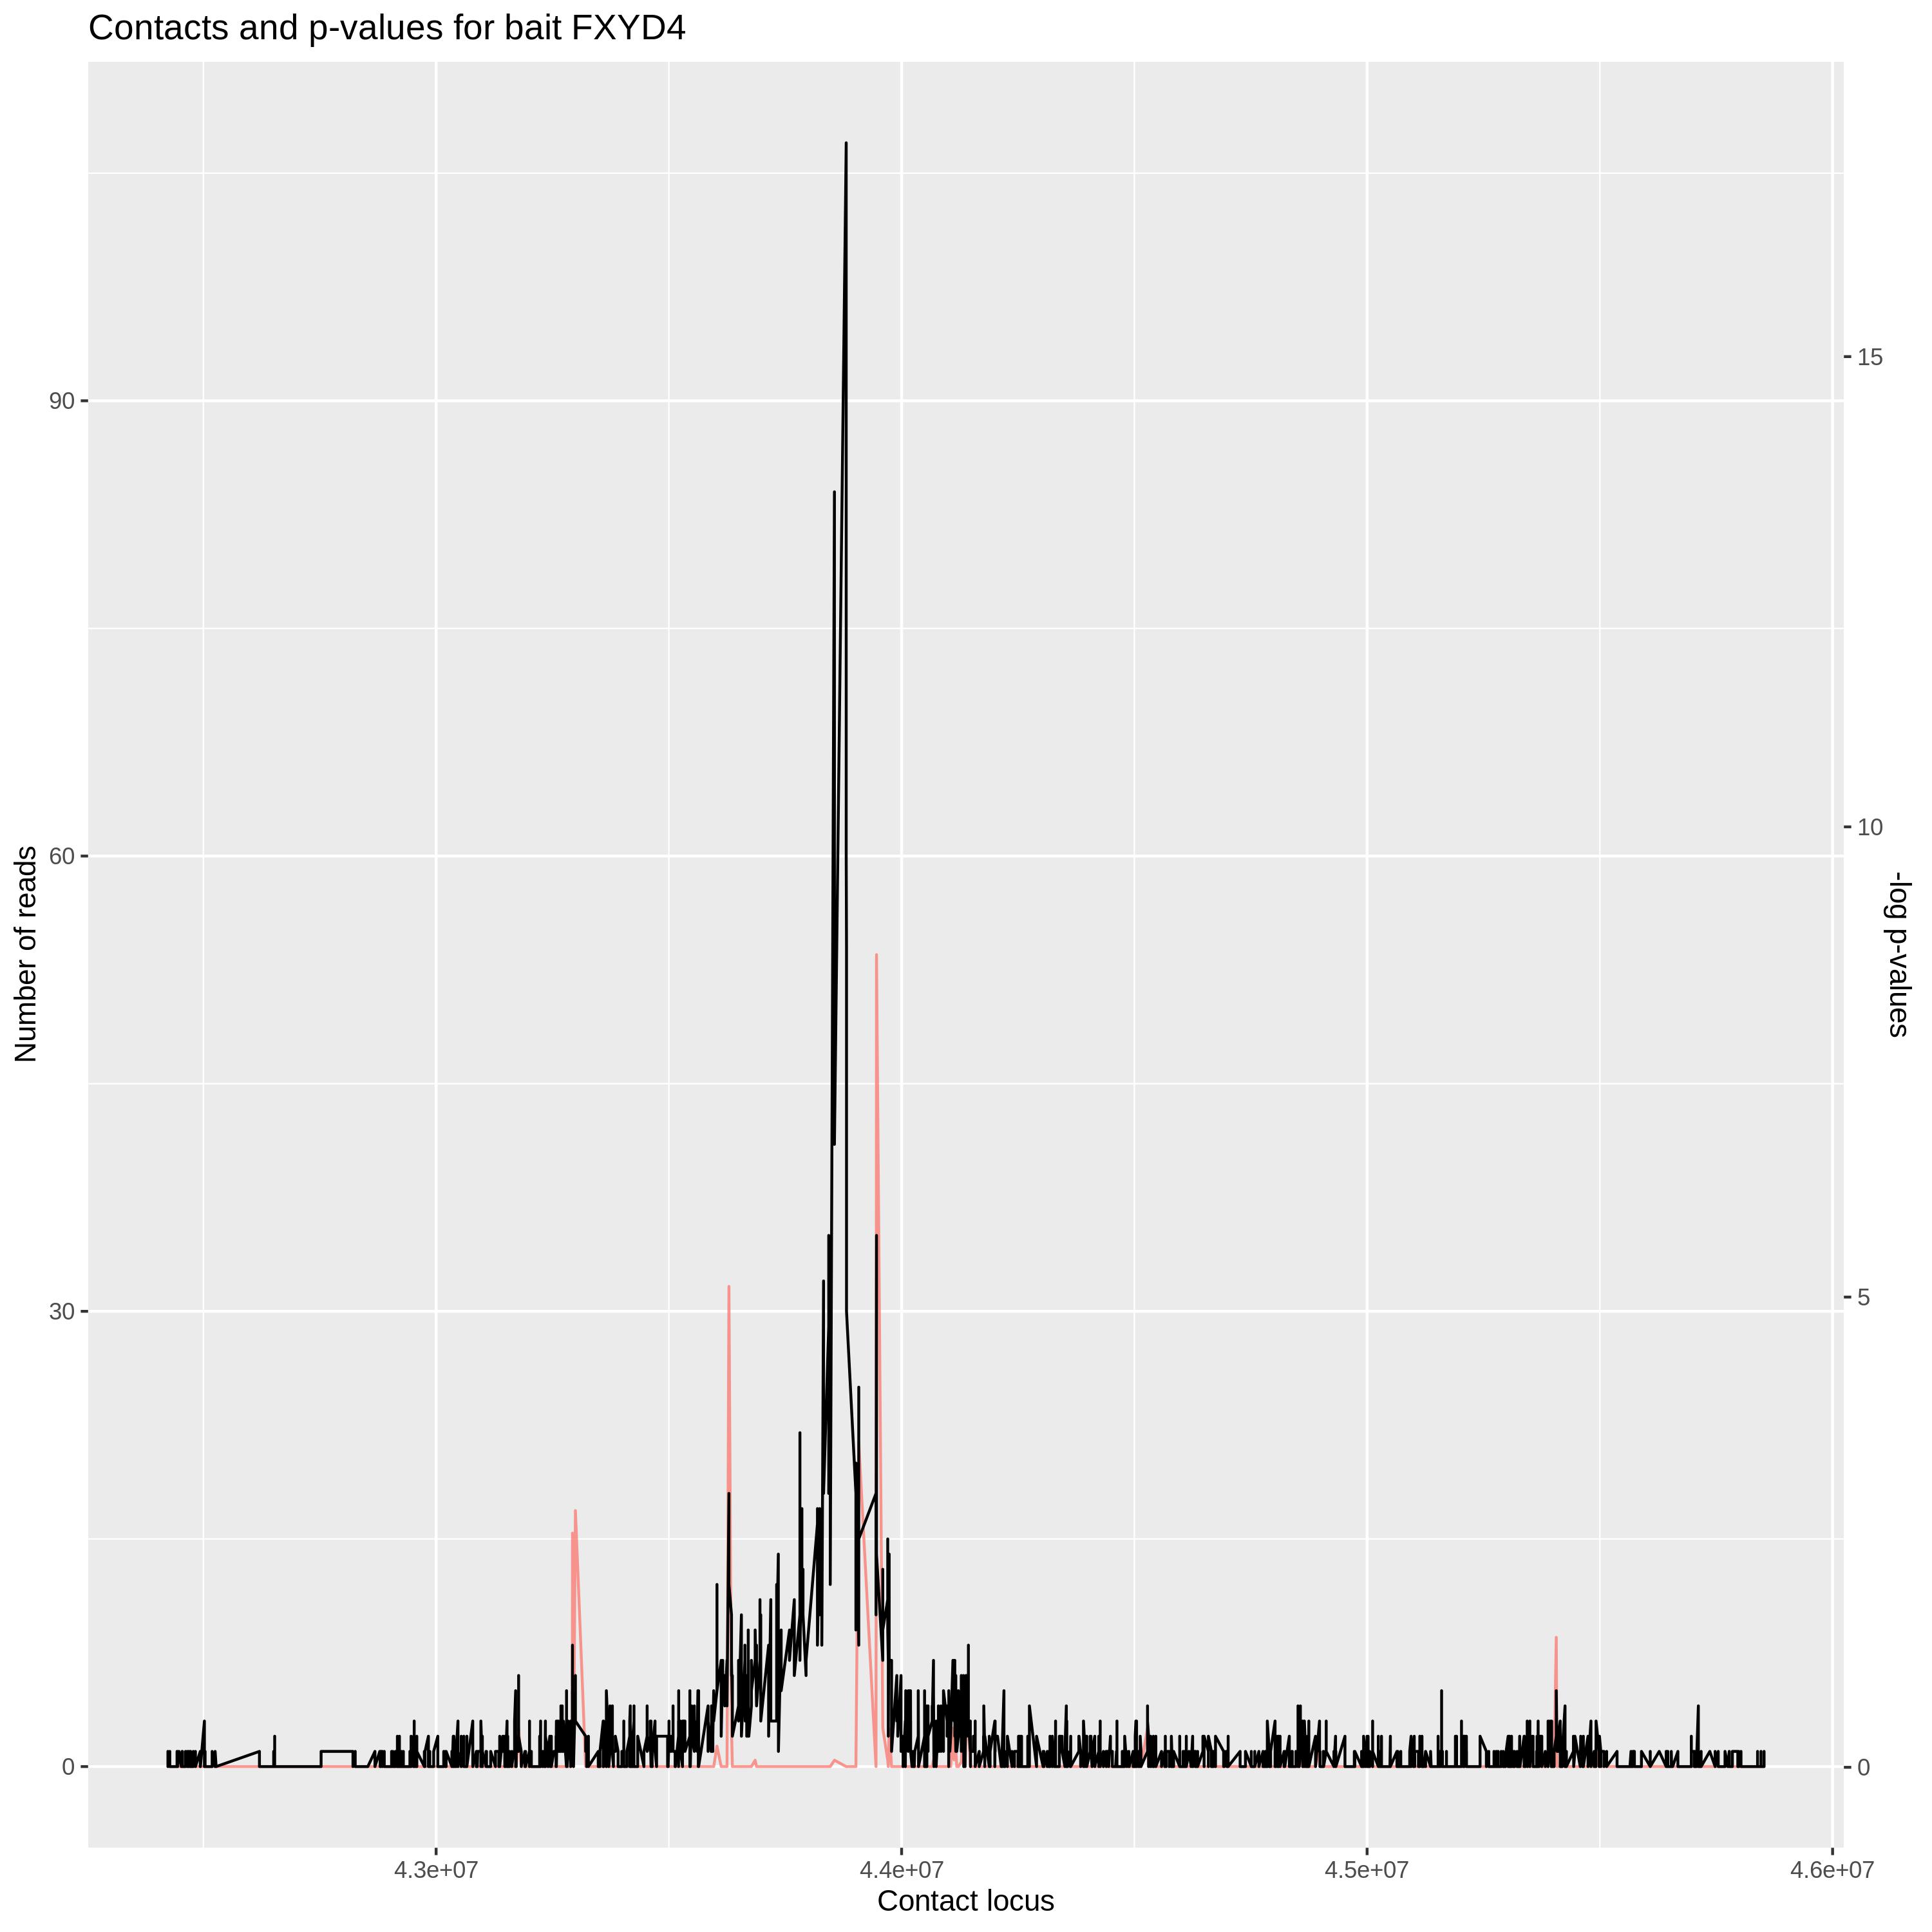 Contacts and p-values for bait FXYD4
Number of reads
90
60
30
0
15
10
5
0
-log p-values
4.3e+07
4.4e+07
4.5e+07
4.6e+07
Contact locus